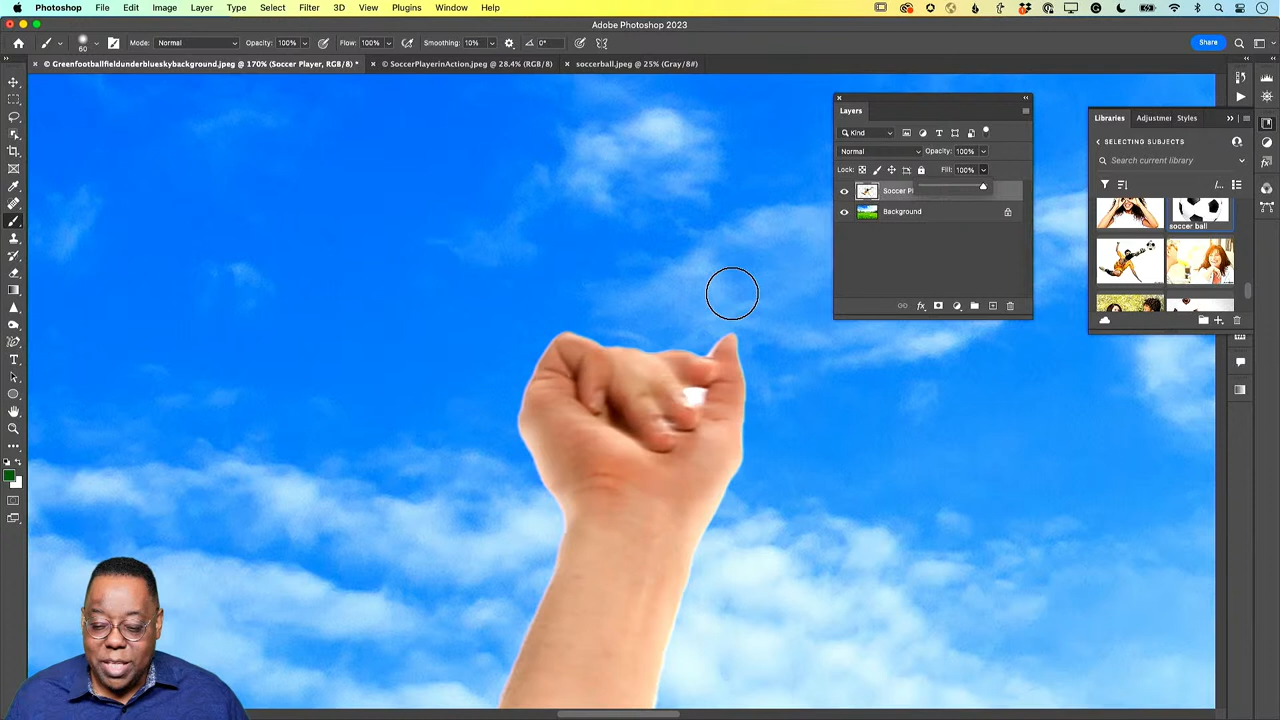 Photoshop File Edit Image Layer Type Select Filter 3D View Plugins Window Help
Adobe Photoshop 2023
60 Mode: Normal Opacity: 100% Flow: 100% Smoothing: 10% 0° Share
× © Greenfootballfieldunderblueskybackground.jpeg @ 170% (Soccer Player, RGB/8) * × © SoccerPlayerinAction.jpeg @ 28.4% (RGB/8) × soccerball.jpeg @ 25% (Gray/8#)
Layers
Kind
Normal Opacity: 100%
Lock: Fill: 100%
Soccer Pl
Background
Libraries Adjustmer Styles
SELECTING SUBJECTS
Search current library
soccer ball